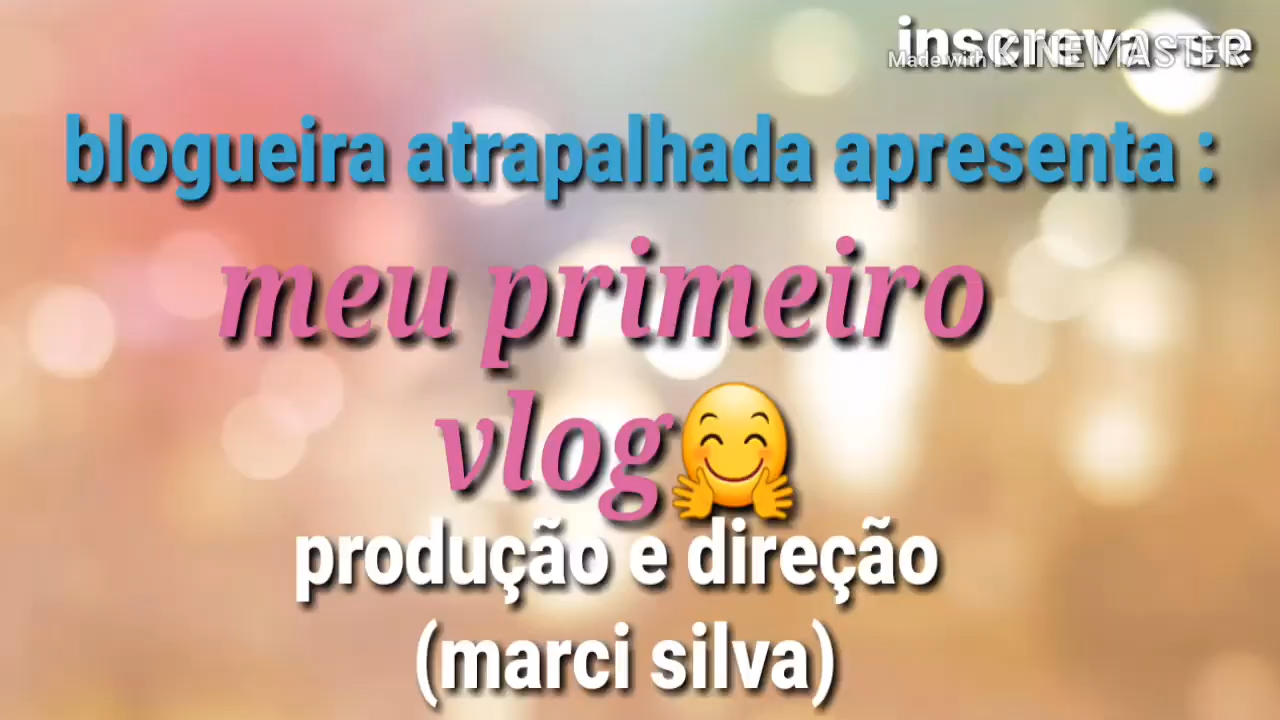 inscreva-se
Made with KINEMASTER
blogueira atrapalhada apresenta :
meu primeiro
vlog🤗
produção e direção
(marci silva)